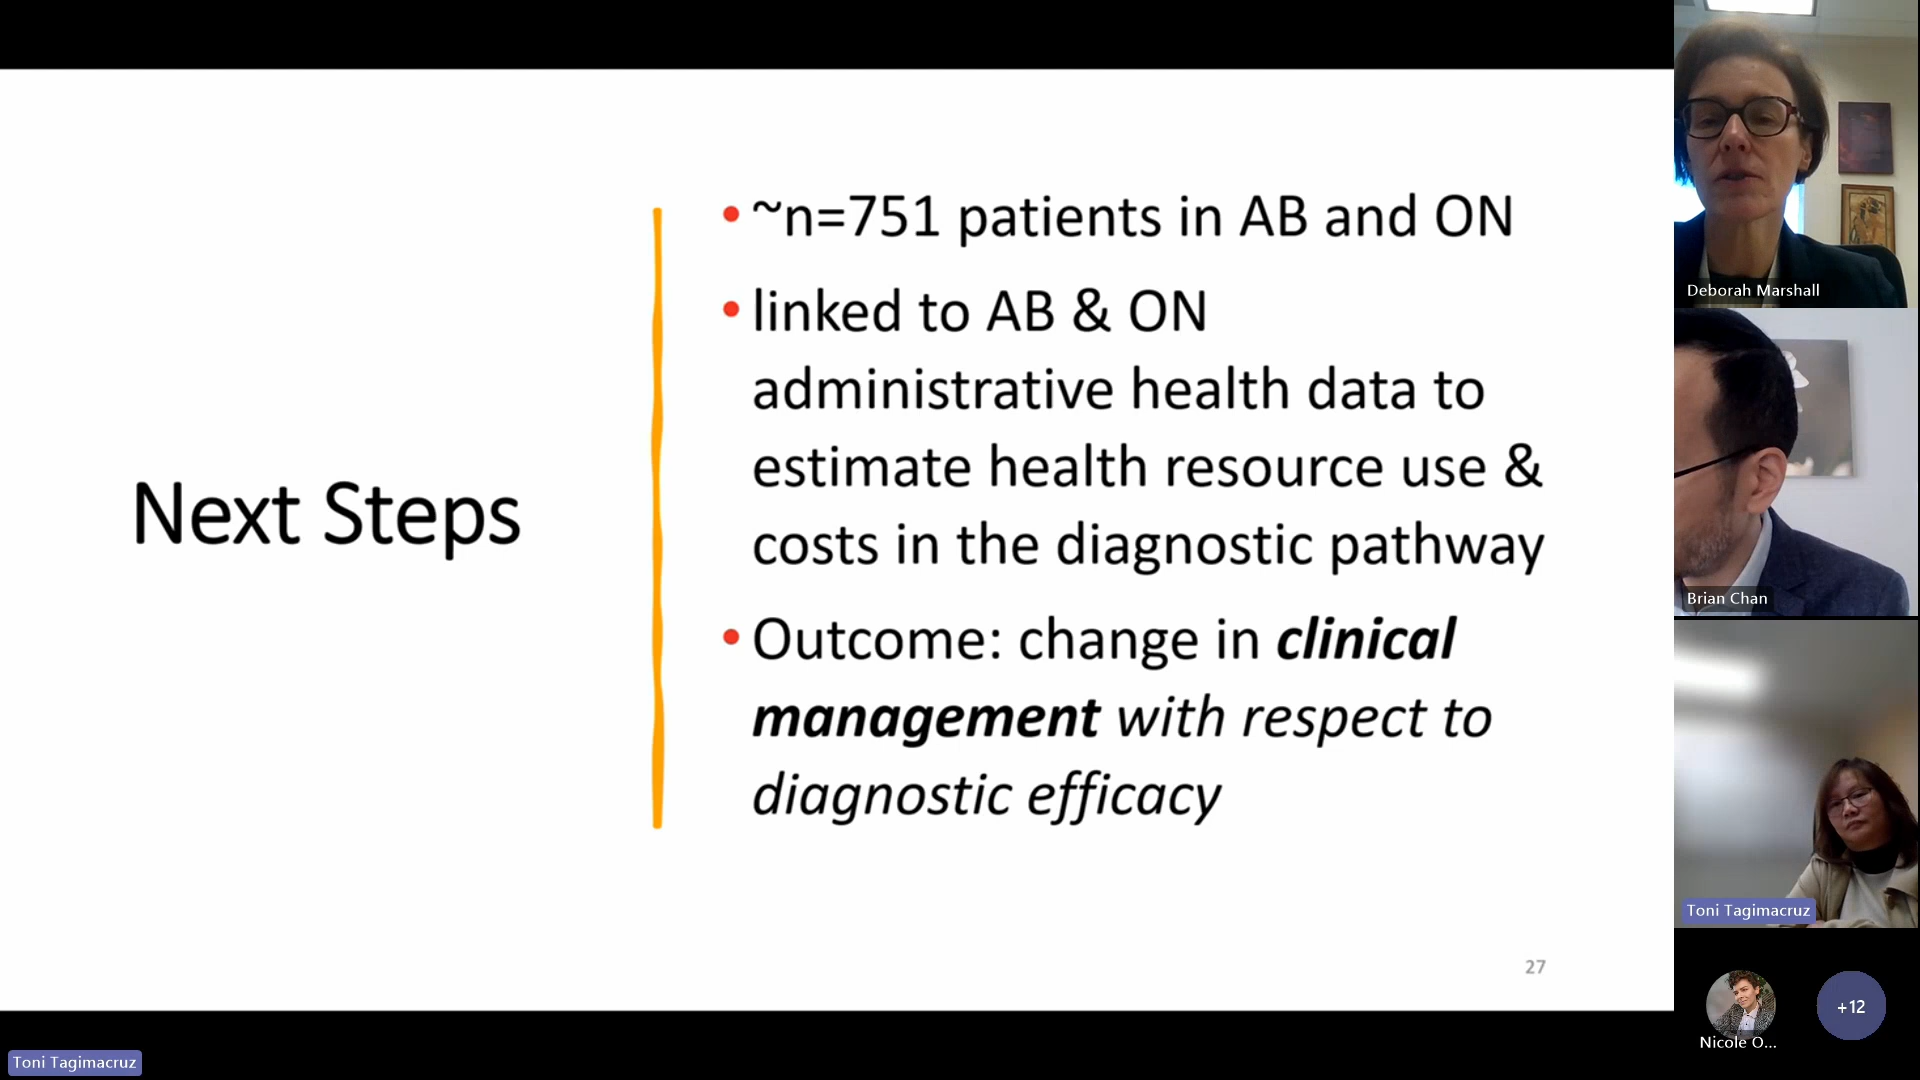 Next Steps
• ~n=751 patients in AB and ON
• linked to AB & ON
administrative health data to
estimate health resource use &
costs in the diagnostic pathway
• Outcome: change in clinical
management with respect to
diagnostic efficacy
27
Deborah Marshall
Brian Chan
Toni Tagimacruz
Nicole O...
+12
Toni Tagimacruz